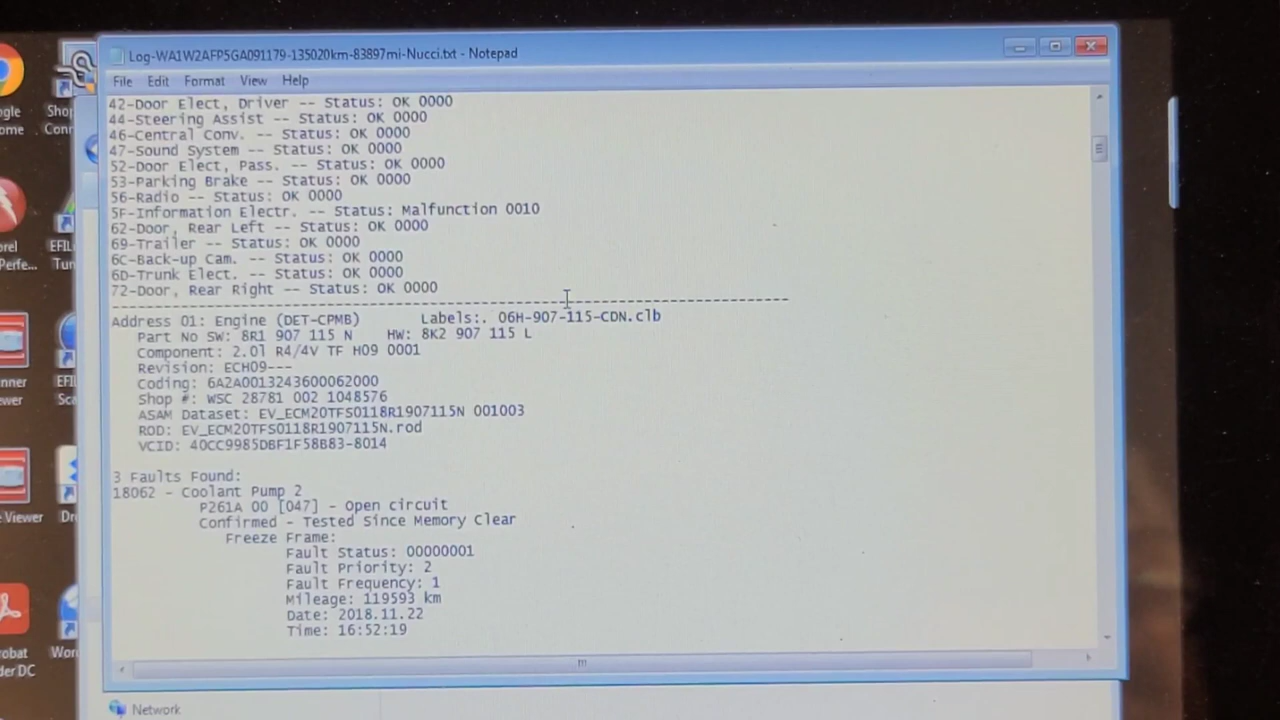 Log-WA1W2AFP5GA091179-135020km-83897mi-Nucci.txt - Notepad
File Edit Format View Help
42-Door Elect, Driver -- Status: OK 0000
44-Steering Assist -- Status: OK 0000
46-Central Conv. -- Status: OK 0000
47-Sound System -- Status: OK 0000
52-Door Elect, Pass. -- Status: OK 0000
53-Parking Brake -- Status: OK 0000
56-Radio -- Status: OK 0000
5F-Information Electr. -- Status: Malfunction 0010
62-Door, Rear Left -- Status: OK 0000
69-Trailer -- Status: OK 0000
6C-Back-up Cam. -- Status: OK 0000
6D-Trunk Elect. -- Status: OK 0000
72-Door, Rear Right -- Status: OK 0000
-------------------------------------------------------------------------------
Address 01: Engine (DET-CPMB) Labels:. 06H-907-115-CDN.clb
Part No SW: 8R1 907 115 N HW: 8K2 907 115 L
Component: 2.0l R4/4V TF H09 0001
Revision: ECH09---
Coding: 6A2A0013243600062000
Shop #: WSC 28781 002 1048576
ASAM Dataset: EV_ECM20TFS0118R1907115N 001003
ROD: EV_ECM20TFS0118R1907115N.rod
VCID: 40CC9985DBF1F58B83-8014
3 Faults Found:
18062 - Coolant Pump 2
P261A 00 [047] - Open circuit
Confirmed - Tested Since Memory Clear
Freeze Frame:
Fault Status: 00000001
Fault Priority: 2
Fault Frequency: 1
Mileage: 119593 km
Date: 2018.11.22
Time: 16:52:19
Network